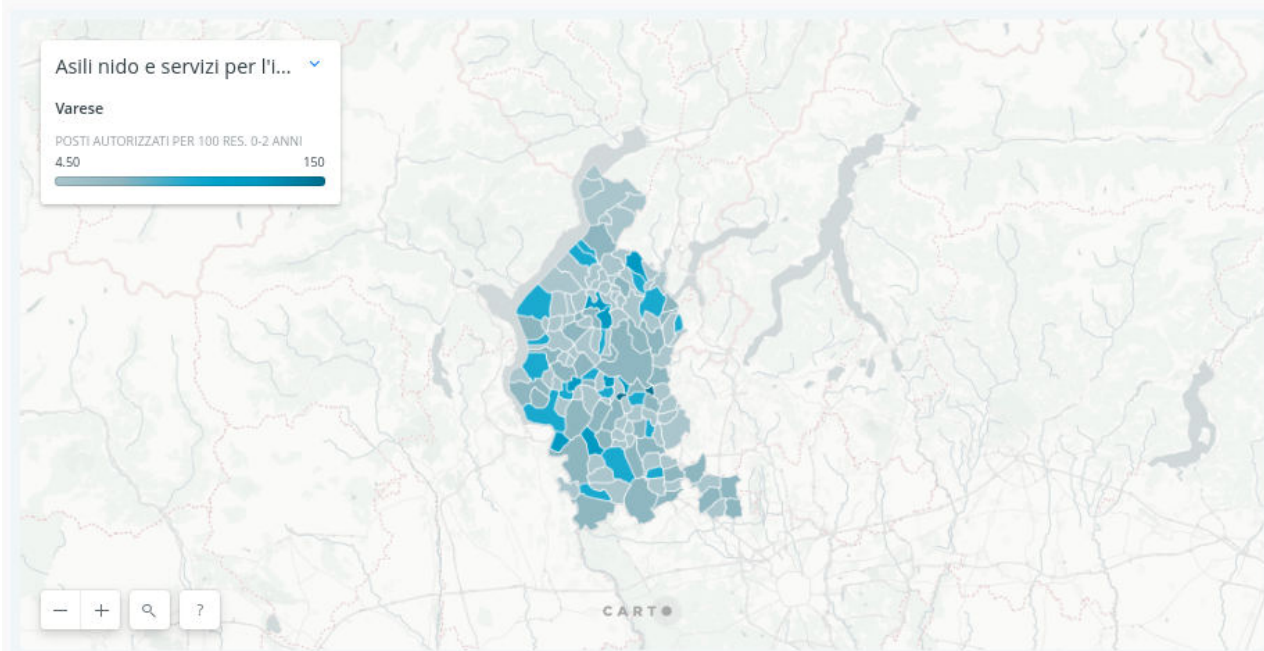 Asili nido e servizi per l'i...
Varese
POSTI AUTORIZZATI PER 100 RES. 0-2 ANNI
4.50 150
− + ?
CARTO